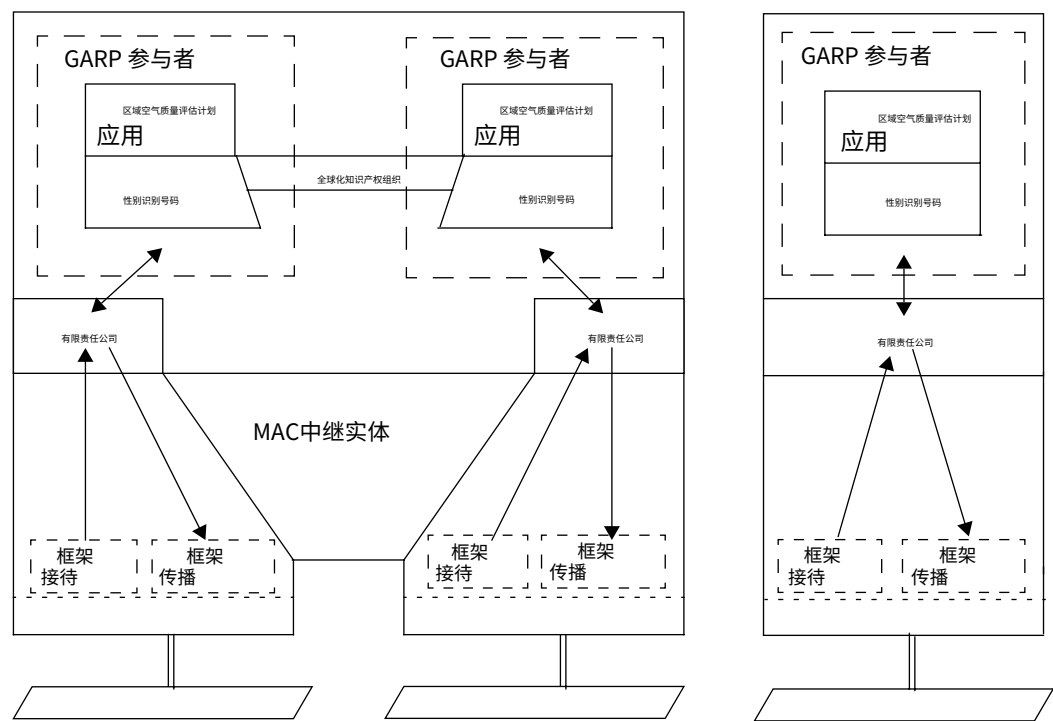 GARP 参与者
区域空气质量评估计划
应用
性别识别号码
全球化知识产权组织
GARP 参与者
区域空气质量评估计划
应用
性别识别号码
GARP 参与者
区域空气质量评估计划
应用
性别识别号码
有限责任公司
有限责任公司
有限责任公司
MAC中继实体
框架
接待
框架
传播
框架
接待
框架
传播
框架
接待
框架
传播